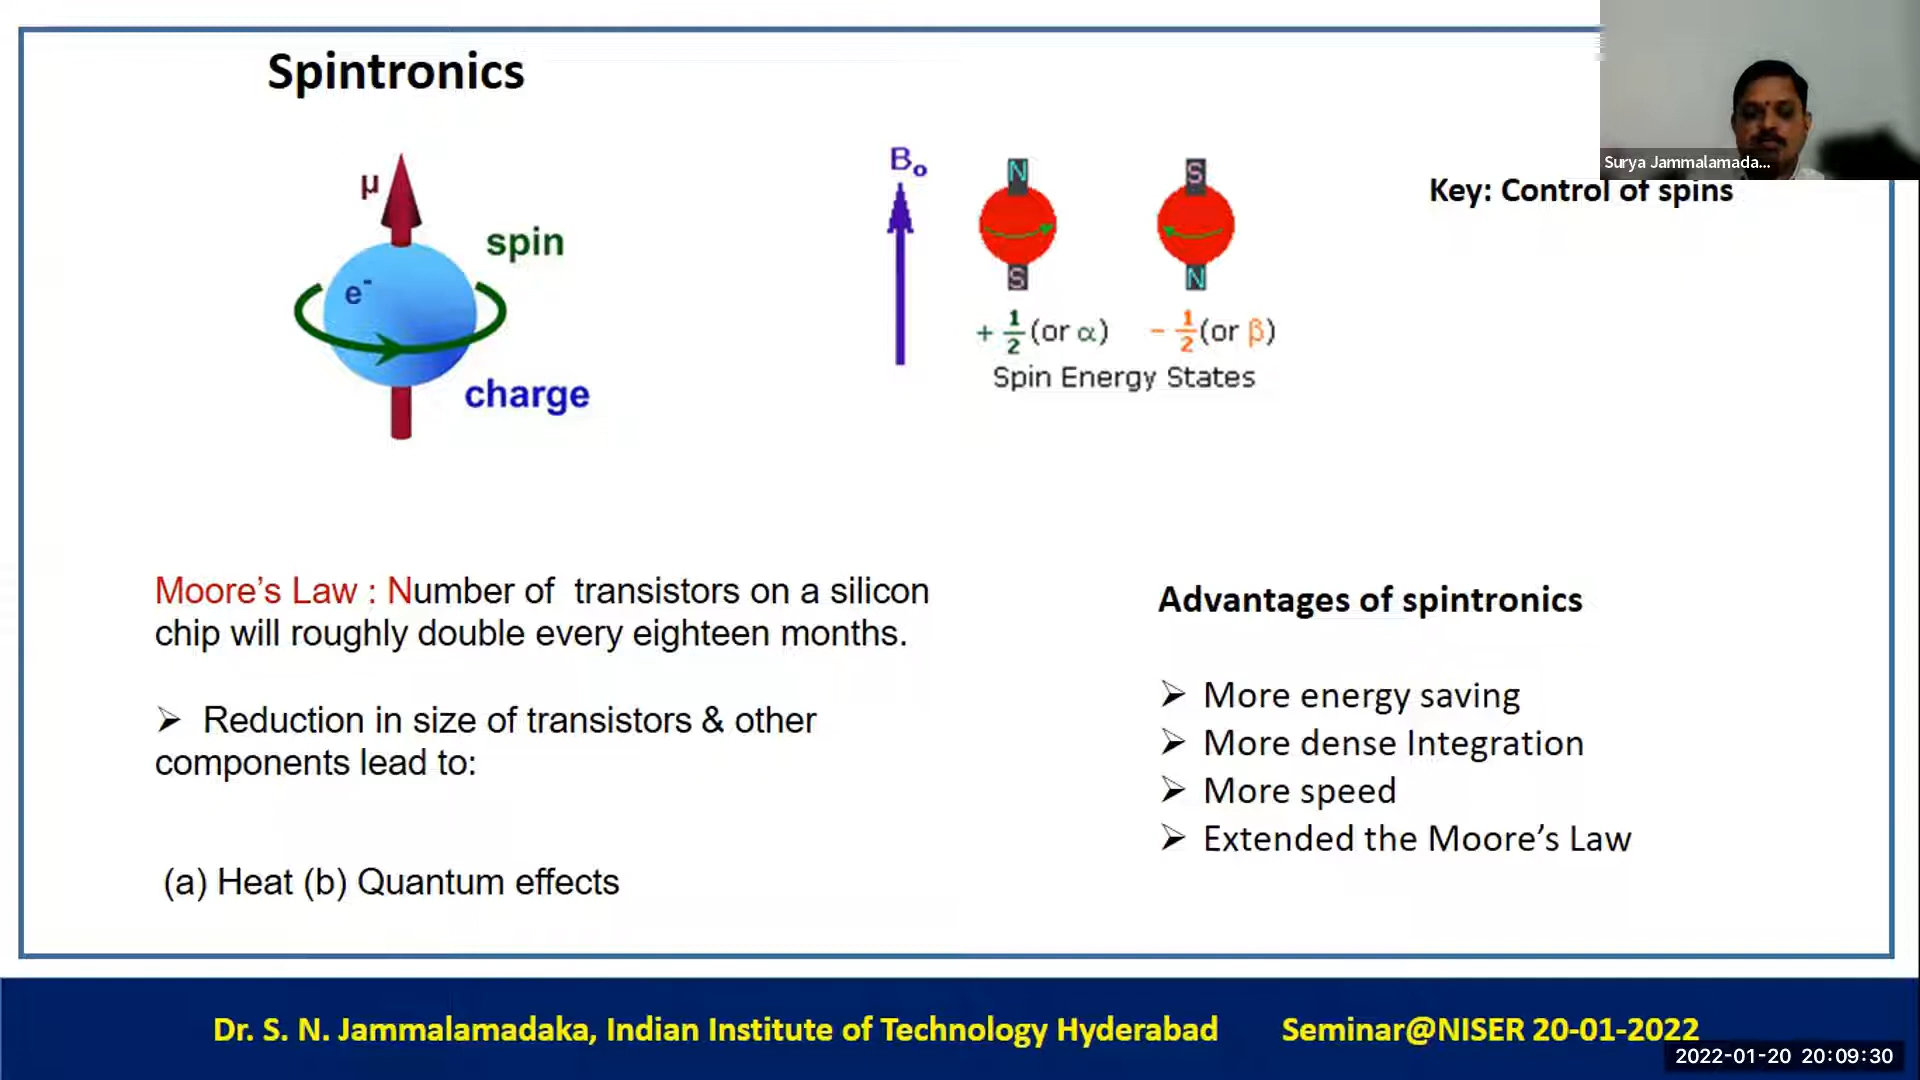 Spintronics
μ
spin
e-
charge
Bo
N
S
S
N
+ 1/2 (or α)
- 1/2 (or β)
Spin Energy States
Surya Jammalamada...
Key: Control of spins
Moore's Law : Number of transistors on a silicon
chip will roughly double every eighteen months.
➢ Reduction in size of transistors & other
components lead to:
(a) Heat (b) Quantum effects
Advantages of spintronics
➢ More energy saving
➢ More dense Integration
➢ More speed
➢ Extended the Moore's Law
Dr. S. N. Jammalamadaka, Indian Institute of Technology Hyderabad
Seminar@NISER 20-01-2022
2022-01-20 20:09:30